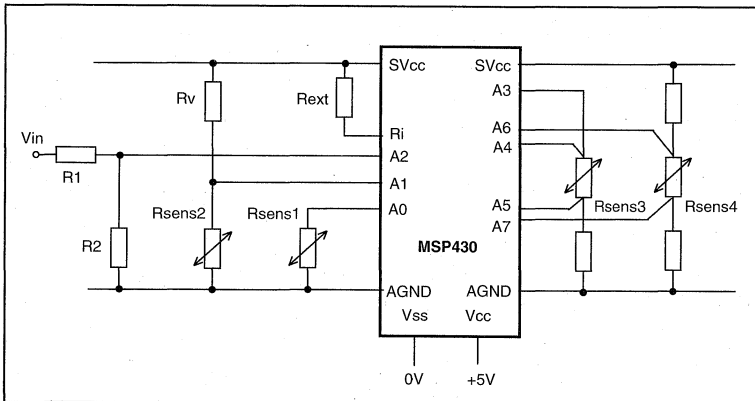 SVcc
SVcc
Rv
Rext
A3
Vin
Ri
A6
A2
A4
R1
A1
Rsens2
Rsens1
A0
A5
Rsens3
Rsens4
A7
R2
MSP430
AGND
AGND
Vss
Vcc
0V
+5V